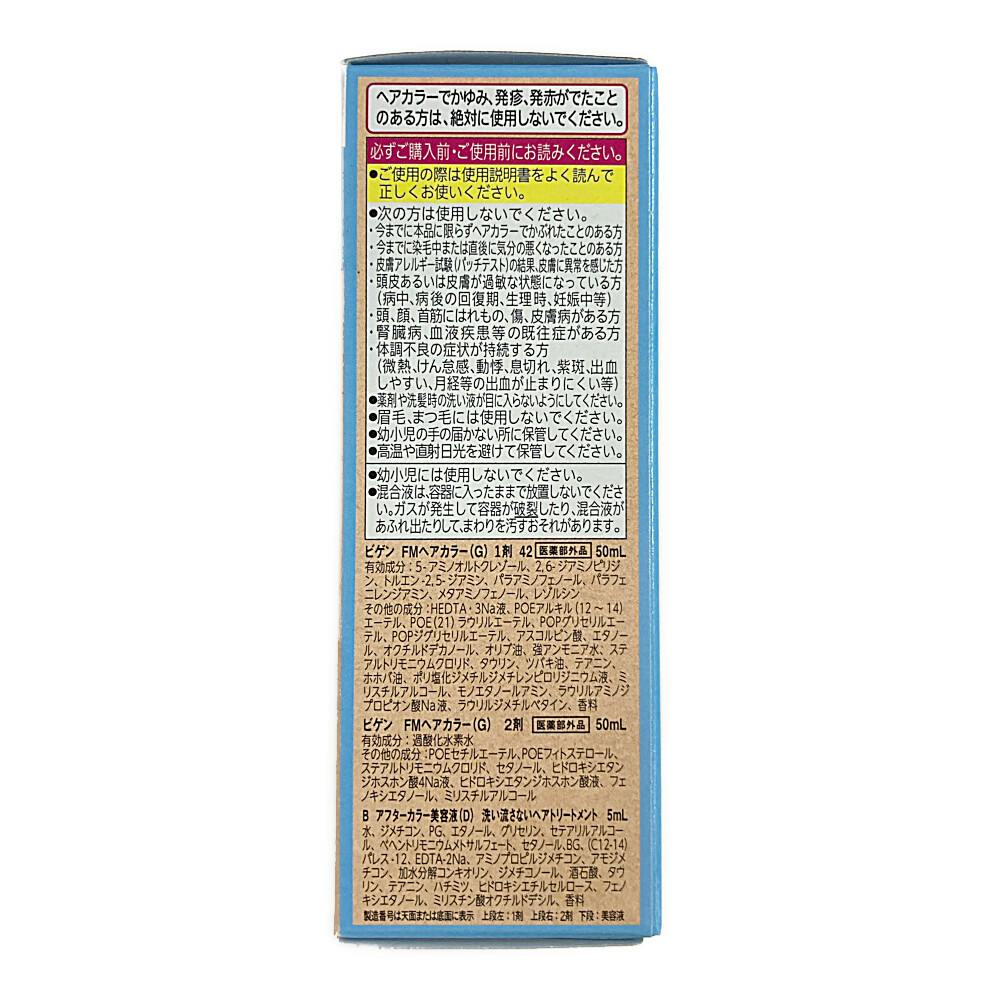 ヘアカラーでかゆみ、発疹、発赤がでたこと
のある方は、絶対に使用しないでください。
必ずご購入前・ご使用前にお読みください。
●ご使用の際は使用説明書をよく読んで
正しくお使いください。
●次の方は使用しないでください。
・今までに本品に限らずヘアカラーでかぶれたことのある方
・今までに染毛中または直後に気分の悪くなったことのある方
・皮膚アレルギー試験(パッチテスト)の結果、皮膚に異常を感じた方
・頭皮あるいは皮膚が過敏な状態になっている方
(病中、病後の回復期、生理時、妊娠中等)
・頭、顔、首筋にはれもの、傷、皮膚病がある方
・腎臓病、血液疾患等の既往症がある方
・体調不良の症状が持続する方
(微熱、けん怠感、動悸、息切れ、紫斑、出血
しやすい、月経等の出血が止まりにくい等)
●薬剤や洗髪時の洗い液が目に入らないようにしてください。
●眉毛、まつ毛には使用しないでください。
●幼小児の手の届かない所に保管してください。
●高温や直射日光を避けて保管してください。
●幼小児には使用しないでください。
●混合液は、容器に入ったままで放置しないでくださ
い。ガスが発生して容器が破裂したり、混合液が
あふれ出たりして、まわりを汚すおそれがあります。
ビゲン FMヘアカラー(G) 1剤 42 医薬部外品 50mL
有効成分:5-アミノオルトクレゾール、2,6-ジアミノピリジ
ン、トルエン-2,5-ジアミン、パラアミノフェノール、パラフェ
ニレンジアミン、メタアミノフェノール、レゾルシン
その他の成分:HEDTA・3Na液、POEアルキル(12~14)
エーテル、POE(21)ラウリルエーテル、POPグリセリルエー
テル、POPジグリセリルエーテル、アスコルビン酸、エタノー
ル、オクチルドデカノール、オリブ油、強アンモニア水、ステ
アルトリモニウムクロリド、タウリン、ツバキ油、テアニン、
ホホバ油、ポリ塩化ジメチルジメチレンピロリジニウム液、ミ
リスチルアルコール、モノエタノールアミン、ラウリルアミノジ
プロピオン酸Na液、ラウリルジメチルベタイン、香料
ビゲン FMヘアカラー(G) 2剤 医薬部外品 50mL
有効成分:過酸化水素水
その他の成分:POEセチルエーテル、POEフィトステロール、
ステアルトリモニウムクロリド、セタノール、ヒドロキシエタン
ジホスホン酸4Na液、ヒドロキシエタンジホスホン酸液、フェ
ノキシエタノール、ミリスチルアルコール
B アフターカラー美容液(D) 洗い流さないヘアトリートメント 5mL
水、ジメチコン、PG、エタノール、グリセリン、セテアリルアルコー
ル、ベヘントリモニウムメトサルフェート、セタノール、BG、(C12-14)
パレス-12、EDTA-2Na、アミノプロピルジメチコン、アモジメ
チコン、加水分解コンキオリン、ジメチコノール、酒石酸、タウ
リン、テアニン、ハチミツ、ヒドロキシエチルセルロース、フェノ
キシエタノール、ミリスチン酸オクチルドデシル、香料
製造番号は天面または底面に表示 上段左:1剤 上段右:2剤 下段:美容液